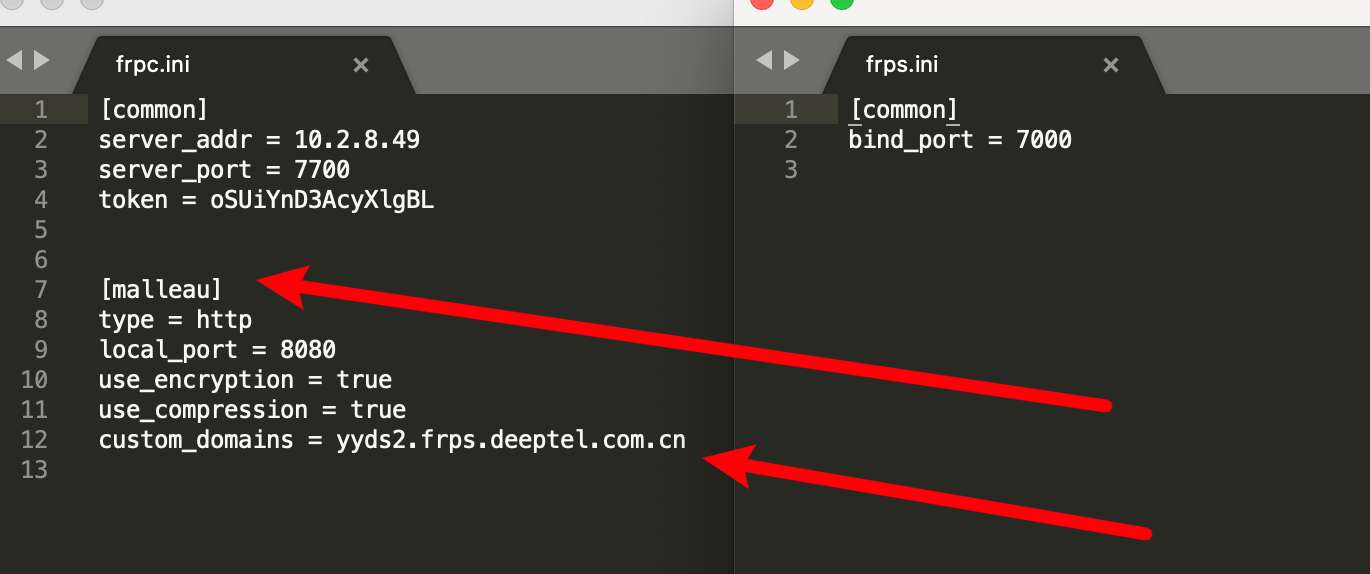 frpc.ini
1 [common]
2 server_addr = 10.2.8.49
3 server_port = 7700
4 token = oSUiYnD3AcyXlgBL
5
6
7 [malleau]
8 type = http
9 local_port = 8080
10 use_encryption = true
11 use_compression = true
12 custom_domains = yyds2.frps.deeptel.com.cn
13
frps.ini
1 [common]
2 bind_port = 7000
3